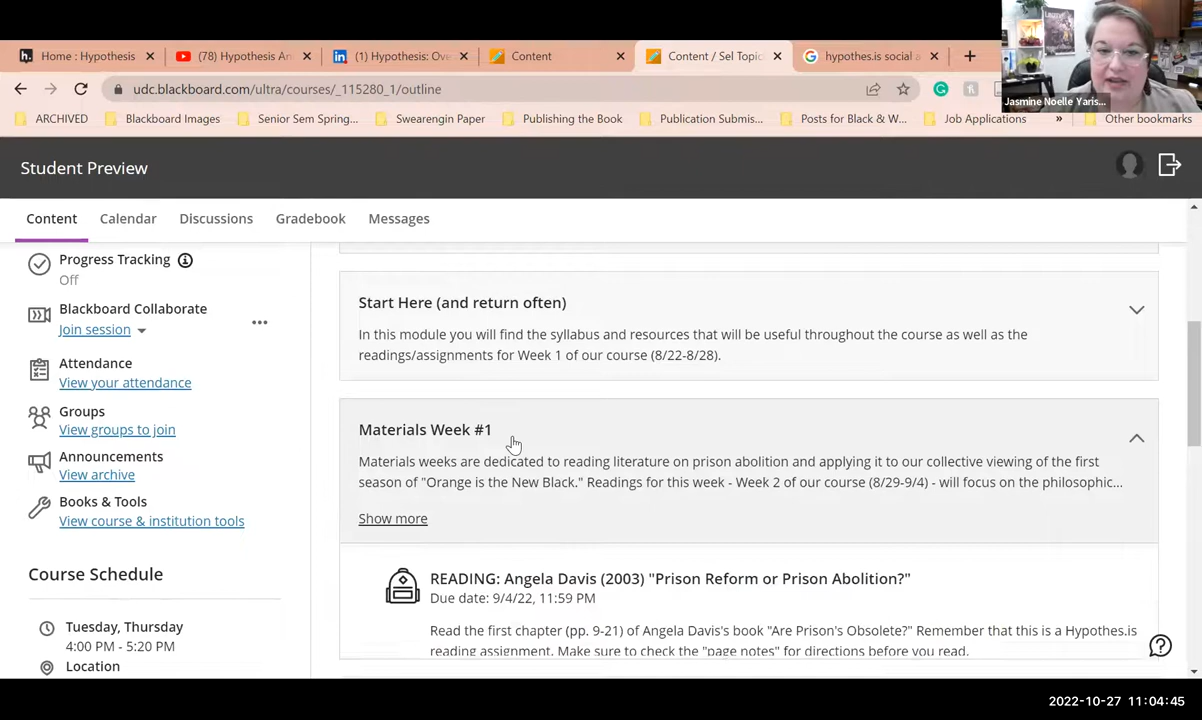 Home : Hypothesis
(78) Hypothesis An
(1) Hypothesis: Ove
Content
Content / Sel Topi
hypothes.is social a
Jasmine Noelle Yaris...
udc.blackboard.com/ultra/courses/_115280_1/outline
ARCHIVED
Blackboard Images
Senior Sem Spring...
Swearengin Paper
Publishing the Book
Publication Submis...
Posts for Black & W...
Job Applications
»
Other bookmarks
Student Preview
Content
Calendar
Discussions
Gradebook
Messages
Progress Tracking
Off
Blackboard Collaborate
Join session
Attendance
View your attendance
Groups
View groups to join
Announcements
View archive
Books & Tools
View course & institution tools
Course Schedule
Tuesday, Thursday
4:00 PM - 5:20 PM
Location
Start Here (and return often)
In this module you will find the syllabus and resources that will be useful throughout the course as well as the
readings/assignments for Week 1 of our course (8/22-8/28).
Materials Week #1
Materials weeks are dedicated to reading literature on prison abolition and applying it to our collective viewing of the first
season of "Orange is the New Black." Readings for this week - Week 2 of our course (8/29-9/4) - will focus on the philosophic...
Show more
READING: Angela Davis (2003) "Prison Reform or Prison Abolition?"
Due date: 9/4/22, 11:59 PM
Read the first chapter (pp. 9-21) of Angela Davis's book "Are Prison's Obsolete?" Remember that this is a Hypothes.is
reading assignment. Make sure to check the "page notes" for directions before you read.
2022-10-27 11:04:45